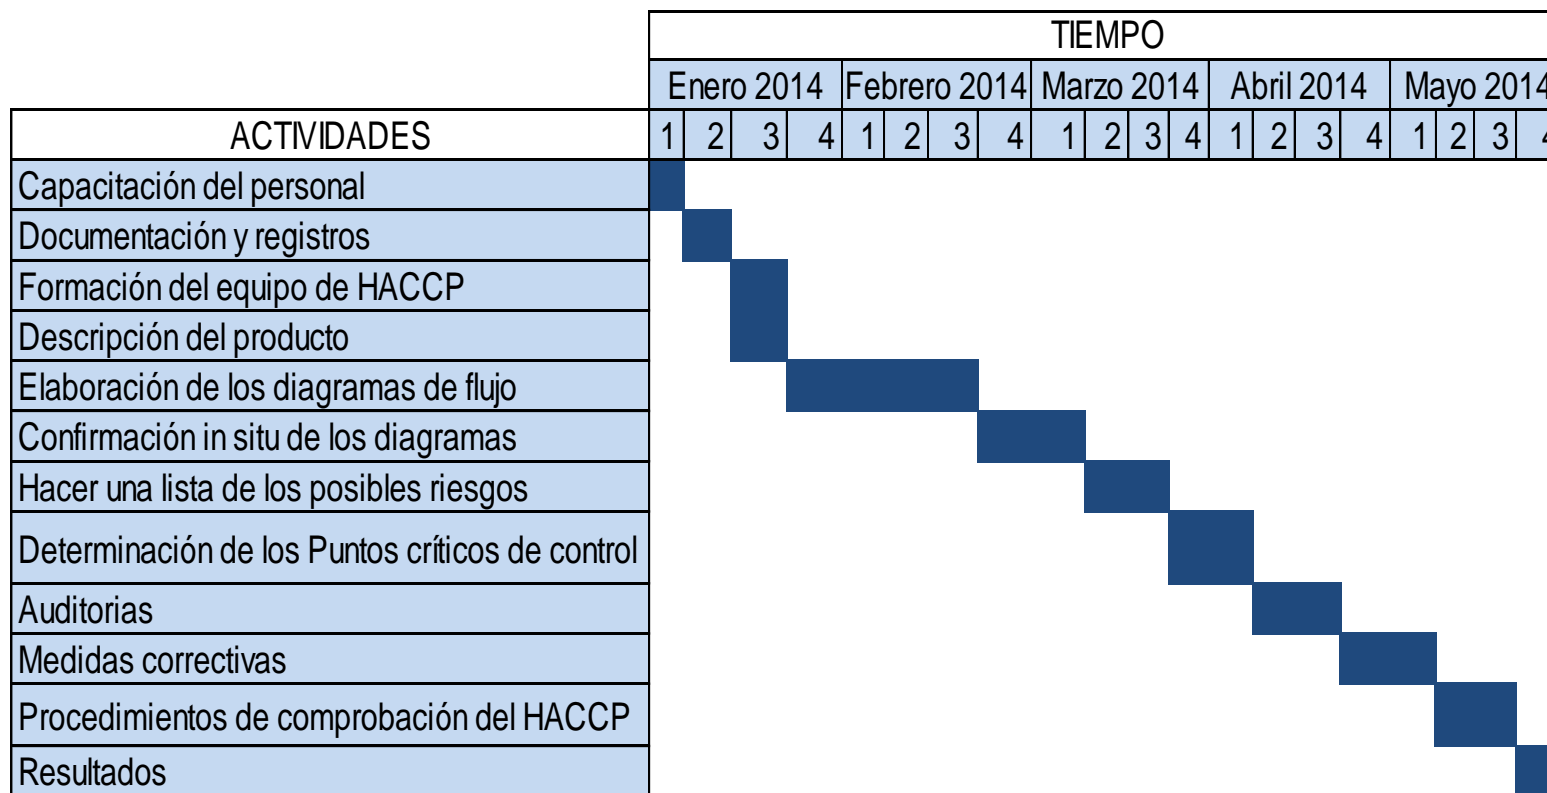 TIEMPO
Enero 2014 Febrero 2014 Marzo 2014 Abril 2014 Mayo 2014
ACTIVIDADES 1 2 3 4 1 2 3 4 1 2 3 4 1 2 3 4 1 2 3 4
Capacitación del personal
Documentación y registros
Formación del equipo de HACCP
Descripción del producto
Elaboración de los diagramas de flujo
Confirmación in situ de los diagramas
Hacer una lista de los posibles riesgos
Determinación de los Puntos críticos de control
Auditorias
Medidas correctivas
Procedimientos de comprobación del HACCP
Resultados